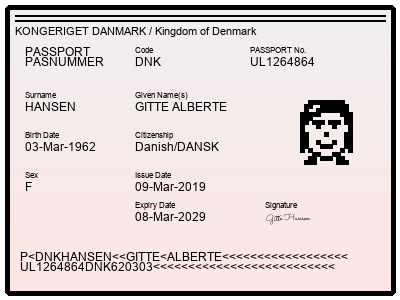 KONGERIGET DANMARK / Kingdom of Denmark
PASSPORT
PASNUMMER
Code
DNK
PASSPORT No.
UL1264864
Surname
HANSEN
Given Name(s)
GITTE ALBERTE
Birth Date
03-Mar-1962
Citizenship
Danish/DANSK
Sex
F
Issue Date
09-Mar-2019
Expiry Date
08-Mar-2029
Signature
Gitte Hansen
P<DNKHANSEN<<GITTE<ALBERTE<<<<<<<<<<<<<<<<<<
UL1264864DNK620303<<<<<<<<<<<<<<<<<<<<<<<<<<